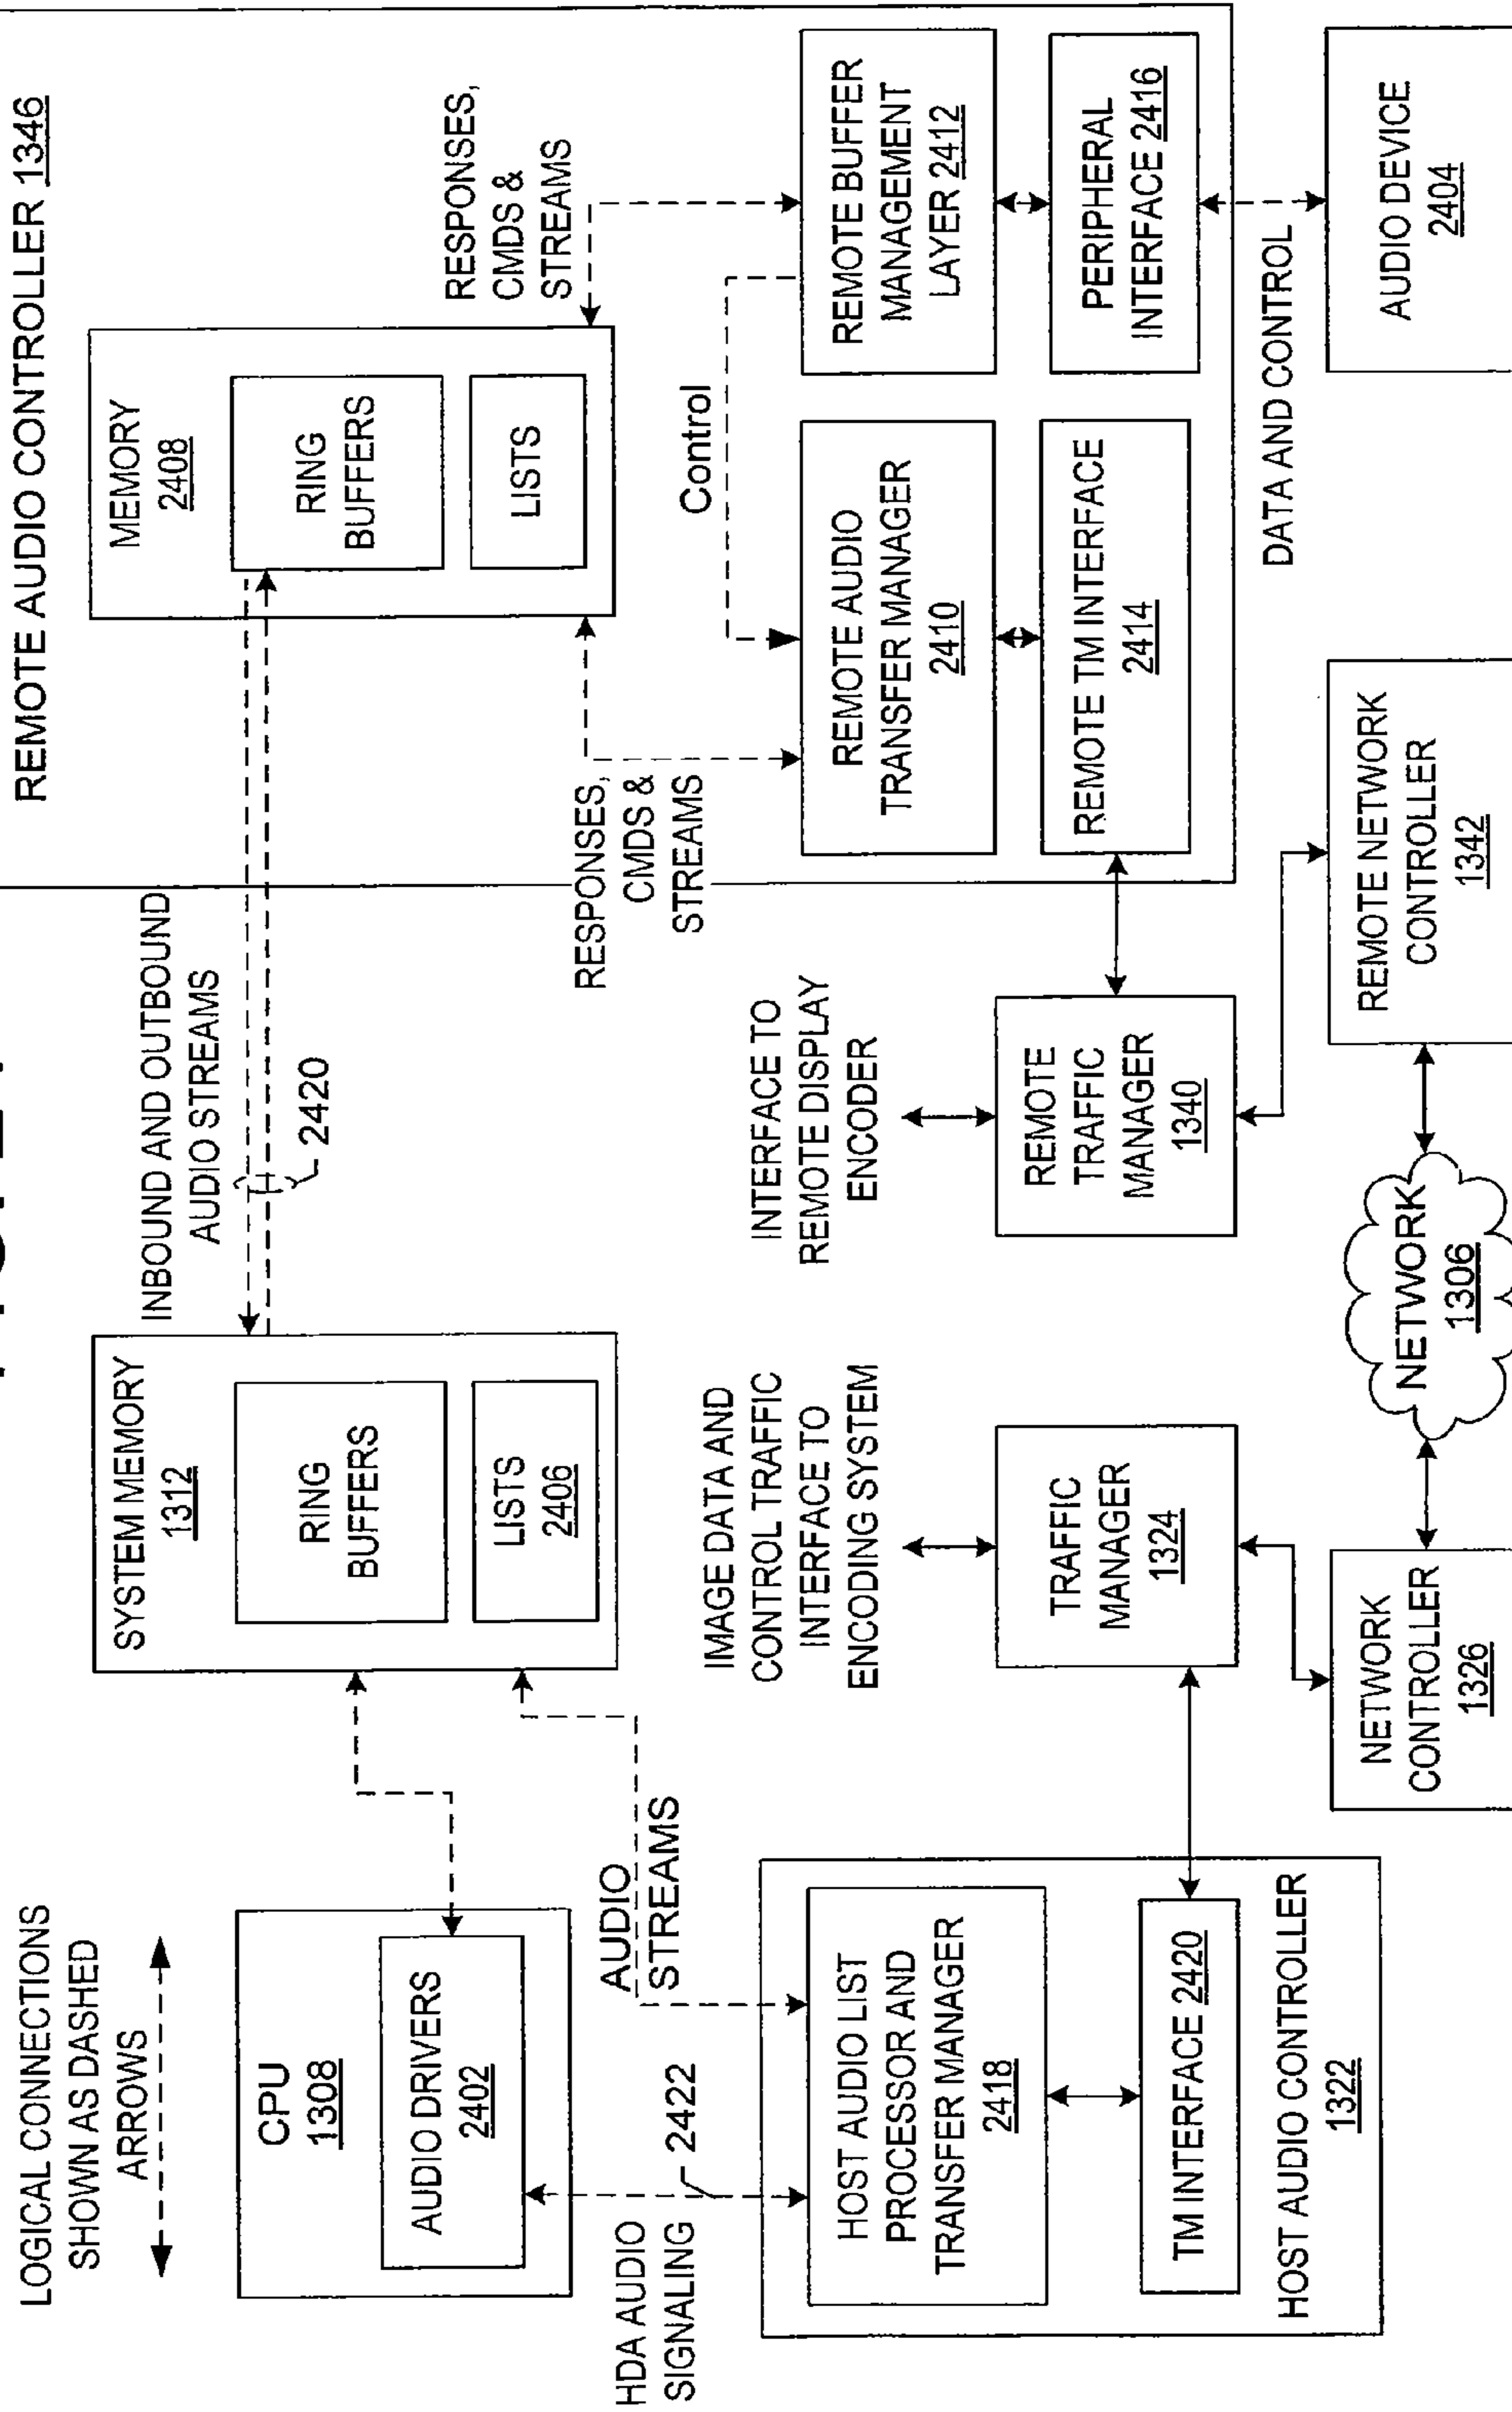 LOGICAL CONNECTIONS
SHOWN AS DASHED
ARROWS
CPU
1308
AUDIO DRIVERS
2402
HDA AUDIO
SIGNALING
2422
AUDIO
STREAMS
HOST AUDIO LIST
PROCESSOR AND
TRANSFER MANAGER
2418
TM INTERFACE 2420
HOST AUDIO CONTROLLER
1322
SYSTEM MEMORY
1312
RING
BUFFERS
LISTS
2406
INBOUND AND OUTBOUND
AUDIO STREAMS
2420
IMAGE DATA AND
CONTROL TRAFFIC
INTERFACE TO
ENCODING SYSTEM
TRAFFIC
MANAGER
1324
NETWORK
CONTROLLER
1326
NETWORK
1306
INTERFACE TO
REMOTE DISPLAY
ENCODER
REMOTE
TRAFFIC
MANAGER
1340
REMOTE NETWORK
CONTROLLER
1342
REMOTE AUDIO CONTROLLER 1346
MEMORY
2408
RING
BUFFERS
LISTS
RESPONSES,
CMDS &
STREAMS
RESPONSES,
CMDS &
STREAMS
Control
REMOTE AUDIO
TRANSFER MANAGER
2410
REMOTE TM INTERFACE
2414
REMOTE BUFFER
MANAGEMENT
LAYER 2412
PERIPHERAL
INTERFACE 2416
DATA AND CONTROL
AUDIO DEVICE
2404